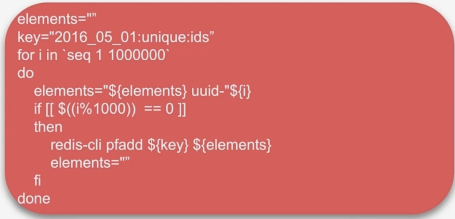 elements=""
key="2016_05_01:unique:ids"
for i in `seq 1 1000000`
do
elements="${elements} uuid-"${i}
if [[ $((i%1000))  == 0 ]]
then
redis-cli pfadd ${key} ${elements}
elements=""
fi
done